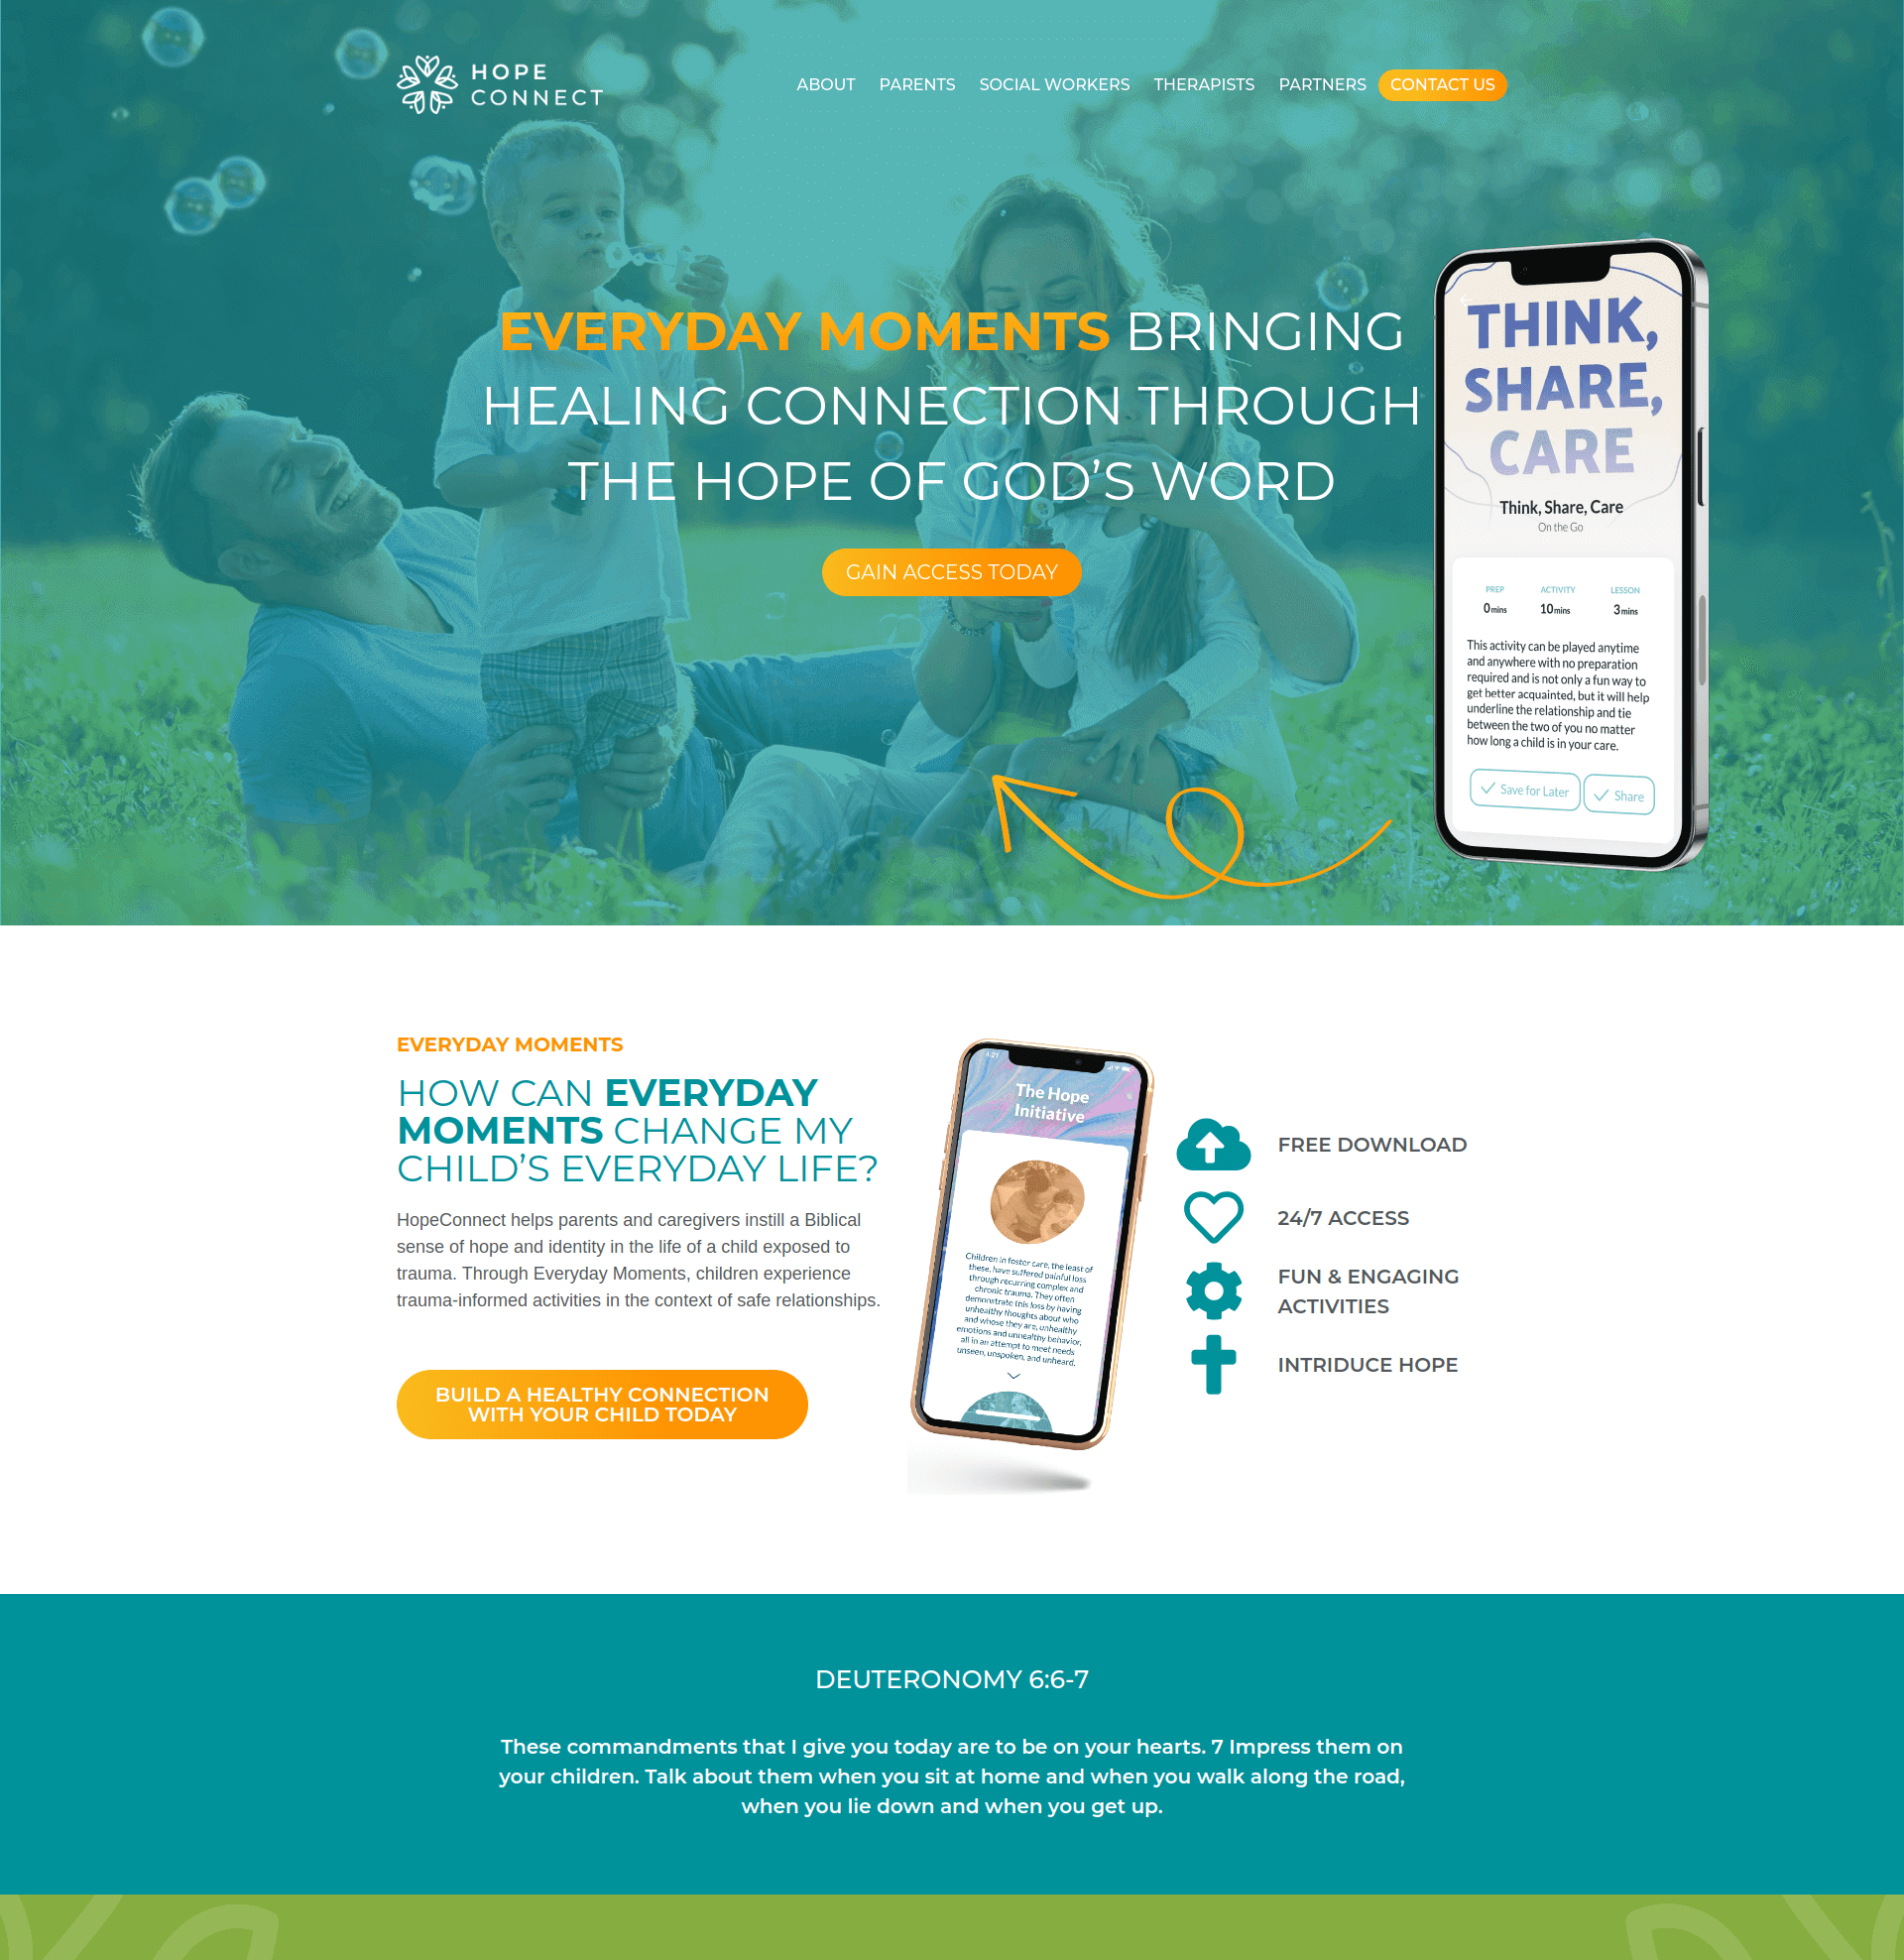 HOPE
CONNECT
ABOUT PARENTS SOCIAL WORKERS THERAPISTS PARTNERS CONTACT US
EVERYDAY MOMENTS BRINGING
HEALING CONNECTION THROUGH
THE HOPE OF GOD'S WORD
GAIN ACCESS TODAY
THINK,
SHARE,
CARE
Think, Share, Care
On the Go
PREP ACTIVITY LESSON
0 mins 10 mins 3 mins
This activity can be played anytime
and anywhere with no preparation
required and is not only a fun way to
get better acquainted, but it will help
underline the relationship and tie
between the two of you no matter
how long a child is in your care.
Save for Later Share
EVERYDAY MOMENTS
HOW CAN EVERYDAY
MOMENTS CHANGE MY
CHILD'S EVERYDAY LIFE?
HopeConnect helps parents and caregivers instill a Biblical
sense of hope and identity in the life of a child exposed to
trauma. Through Everyday Moments, children experience
trauma-informed activities in the context of safe relationships.
BUILD A HEALTHY CONNECTION
WITH YOUR CHILD TODAY
4:21
The Hope
Initiative
Children in foster care, the least of
these, have suffered painful loss
through recurring complex and
chronic trauma. They often
demonstrate this loss by having
unhealthy thoughts about who
and whose they are, unhealthy
emotions and unhealthy behavior,
all in an attempt to meet needs
unseen, unspoken, and unheard.
FREE DOWNLOAD
24/7 ACCESS
FUN & ENGAGING
ACTIVITIES
INTRIDUCE HOPE
DEUTERONOMY 6:6-7
These commandments that I give you today are to be on your hearts. 7 Impress them on
your children. Talk about them when you sit at home and when you walk along the road,
when you lie down and when you get up.